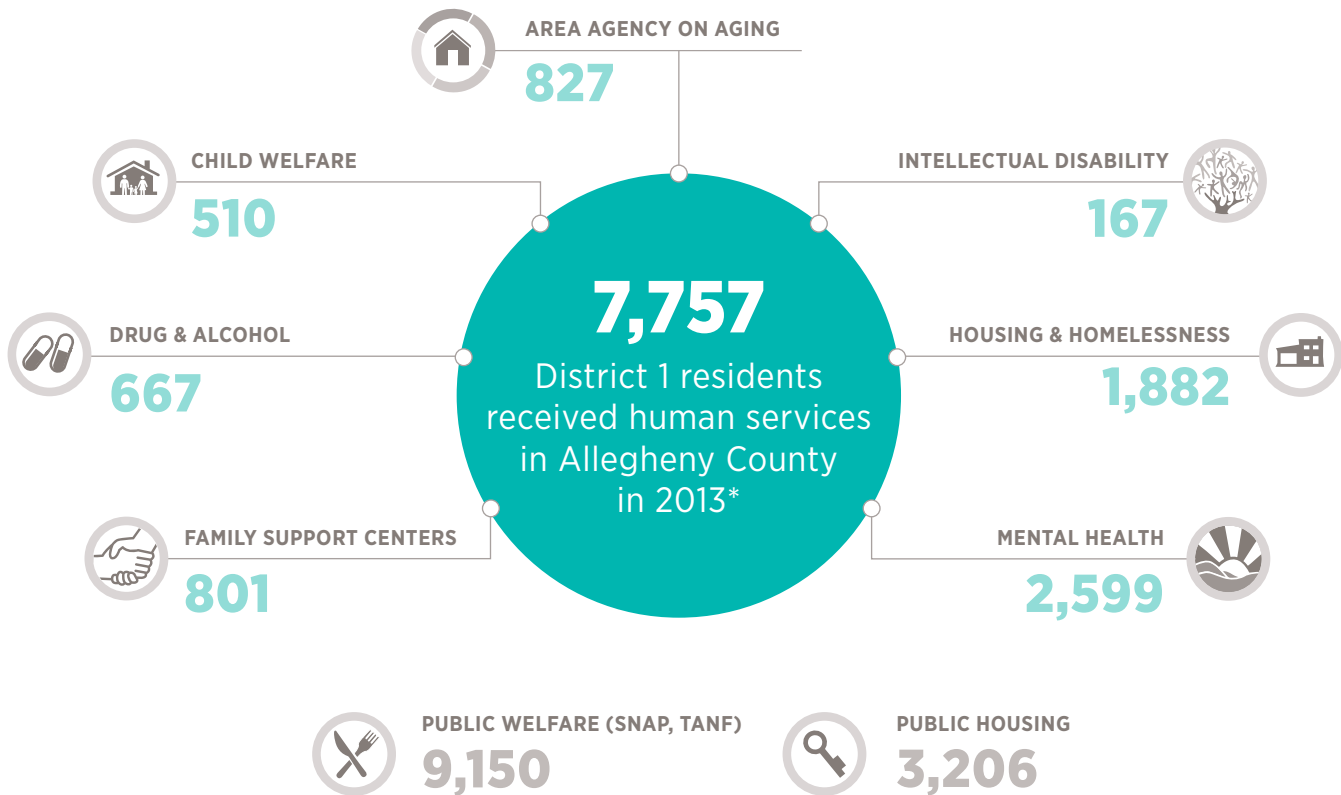 AREA AGENCY ON AGING
827
CHILD WELFARE
510
INTELLECTUAL DISABILITY
167
DRUG & ALCOHOL
667
HOUSING & HOMELESSNESS
1,882
FAMILY SUPPORT CENTERS
801
MENTAL HEALTH
2,599
7,757
District 1 residents
received human services
in Allegheny County
in 2013*
PUBLIC WELFARE (SNAP, TANF)
9,150
PUBLIC HOUSING
3,206